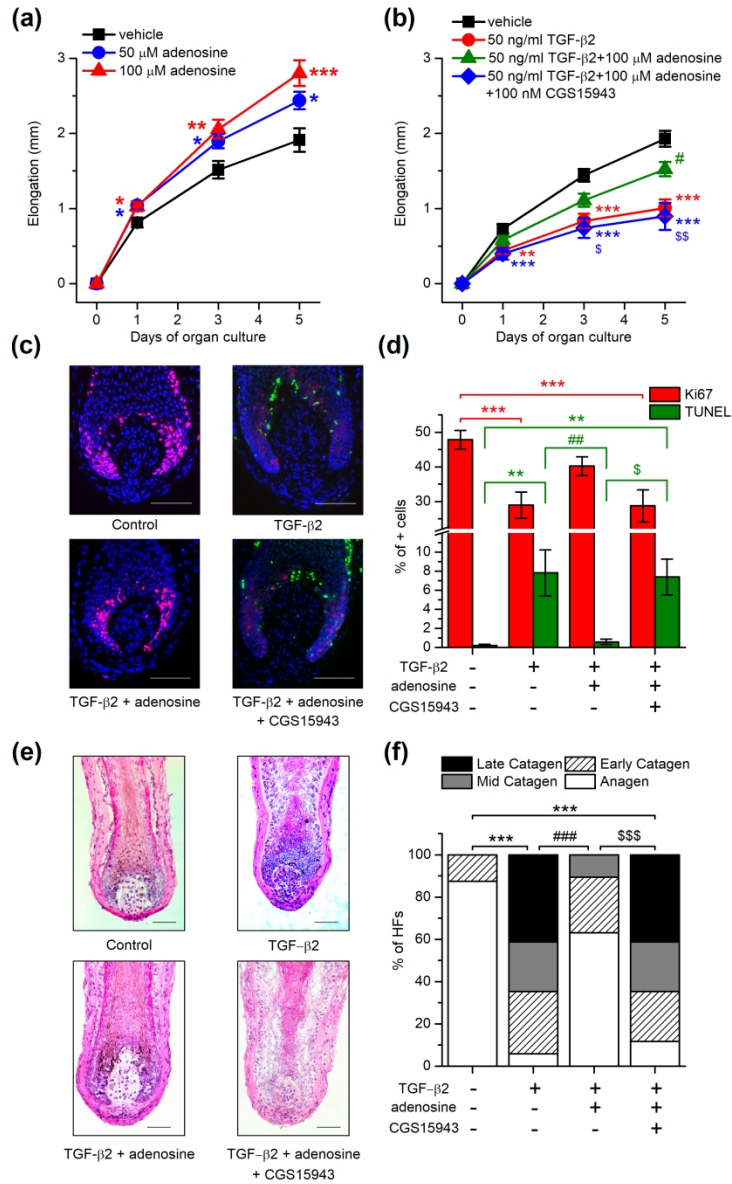 (a)
vehicle
50 μM adenosine
100 μM adenosine
Elongation (mm)
3
2
1
0
*
*
**
*
***
*
0 1 3 5
Days of organ culture
(b)
vehicle
50 ng/ml TGF-β2
50 ng/ml TGF-β2+100 μM adenosine
50 ng/ml TGF-β2+100 μM adenosine
+100 nM CGS15943
Elongation (mm)
3
2
1
0
#
***
***
**
***
***
***
$
$$
0 1 3 5
Days of organ culture
(c)
Control
TGF-β2
TGF-β2 + adenosine
TGF-β2 + adenosine
+ CGS15943
(d)
Ki67
TUNEL
***
***
**
##
**
$
% of + cells
50
40
30
10
8
6
4
2
0
TGF-β2 - + + +
adenosine - - + +
CGS15943 - - - +
(e)
Control
TGF-β2
TGF-β2 + adenosine
TGF-β2 + adenosine
+ CGS15943
(f)
Late Catagen Early Catagen
Mid Catagen Anagen
***
*** ### $$$
% of HFs
100
80
60
40
20
0
TGF-β2 - + + +
adenosine - - + +
CGS15943 - - - +